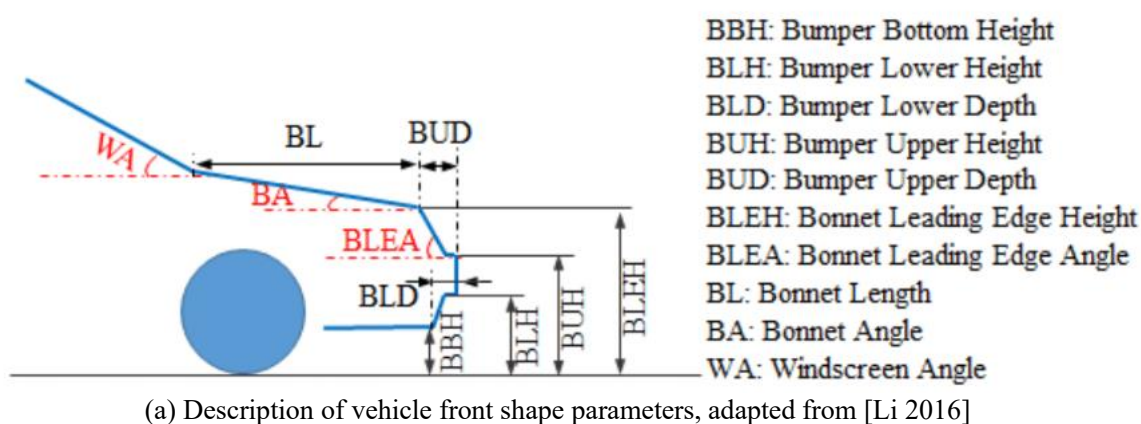 BBH: Bumper Bottom Height
BLH: Bumper Lower Height
BLD: Bumper Lower Depth
BUH: Bumper Upper Height
BUD: Bumper Upper Depth
BLEH: Bonnet Leading Edge Height
BLEA: Bonnet Leading Edge Angle
BL: Bonnet Length
BA: Bonnet Angle
WA: Windscreen Angle
BL
BUD
WA
BA
BLEA
BLD
BBH
BLH
BUH
BLEH
(a) Description of vehicle front shape parameters, adapted from [Li 2016]